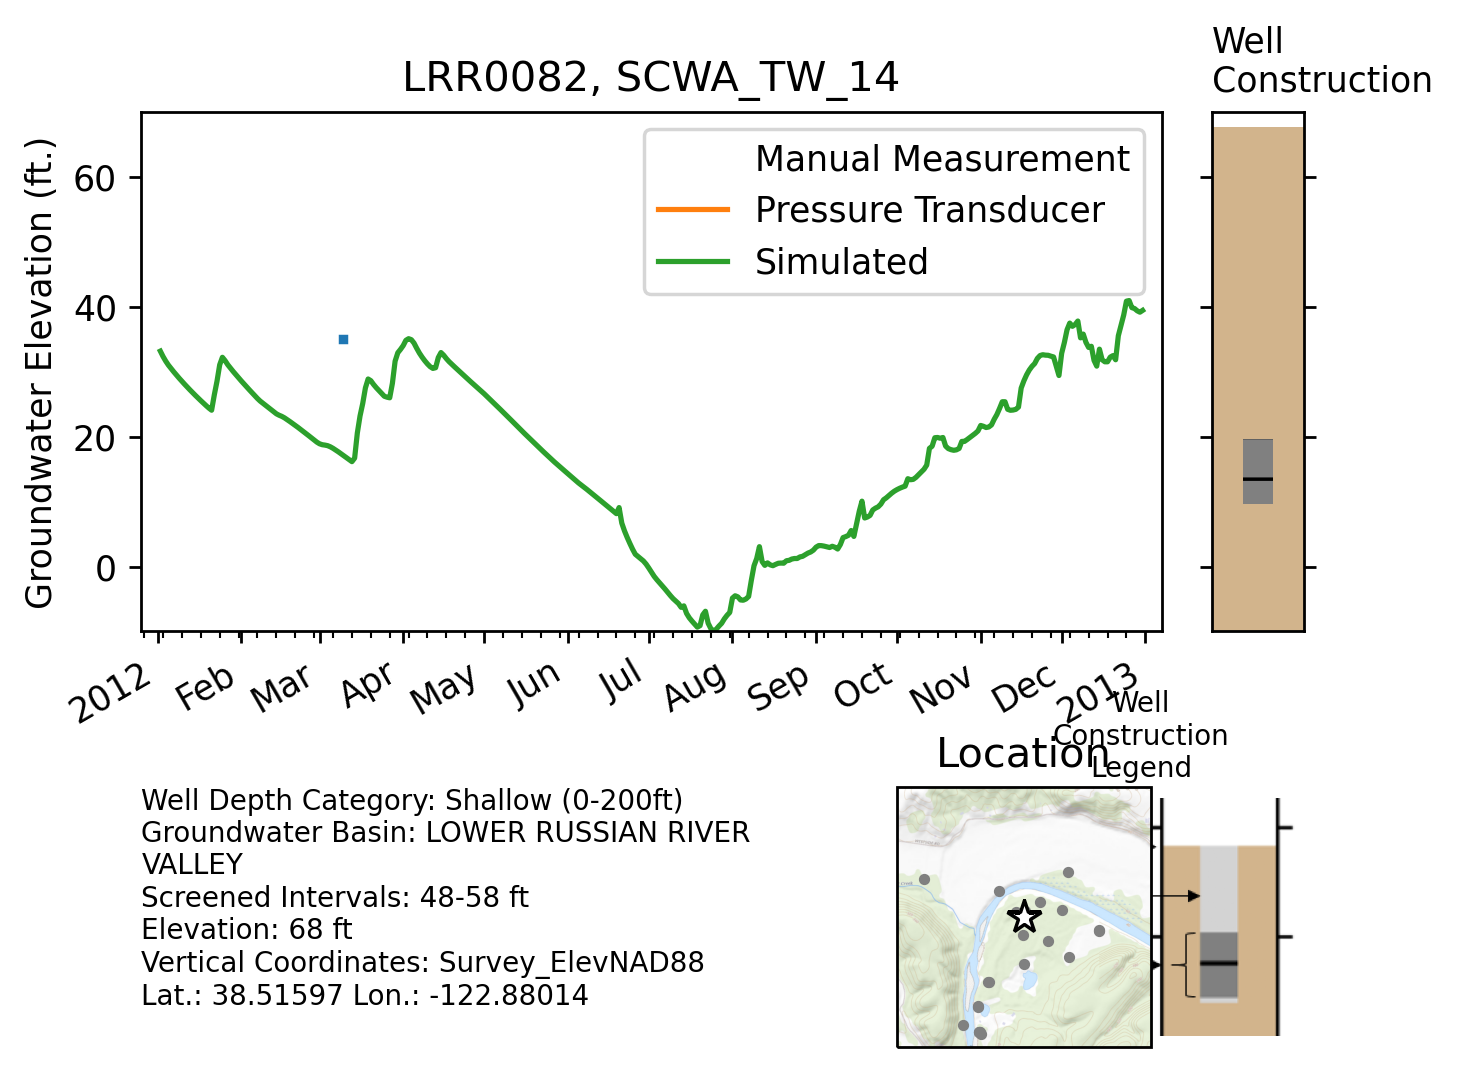 Well
Construction
LRR0082, SCWA_TW_14
Groundwater Elevation (ft.)
60
40
20
0
Manual Measurement
Pressure Transducer
Simulated
2012
Feb
Mar
Apr
May
Jun
Jul
Aug
Sep
Oct
Nov
Dec
2013
Well
Construction
Legend
Location
Well Depth Category: Shallow (0-200ft)
Groundwater Basin: LOWER RUSSIAN RIVER
VALLEY
Screened Intervals: 48-58 ft
Elevation: 68 ft
Vertical Coordinates: Survey_ElevNAD88
Lat.: 38.51597 Lon.: -122.88014